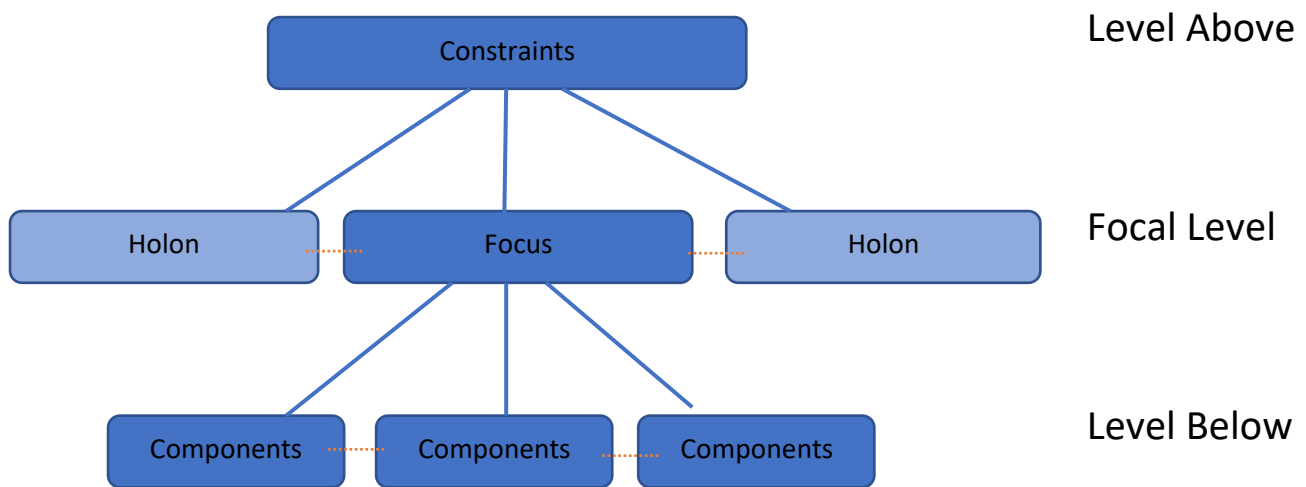 Level Above
Constraints
Holon
Focus
Holon
Focal Level
Components
Components
Components
Level Below